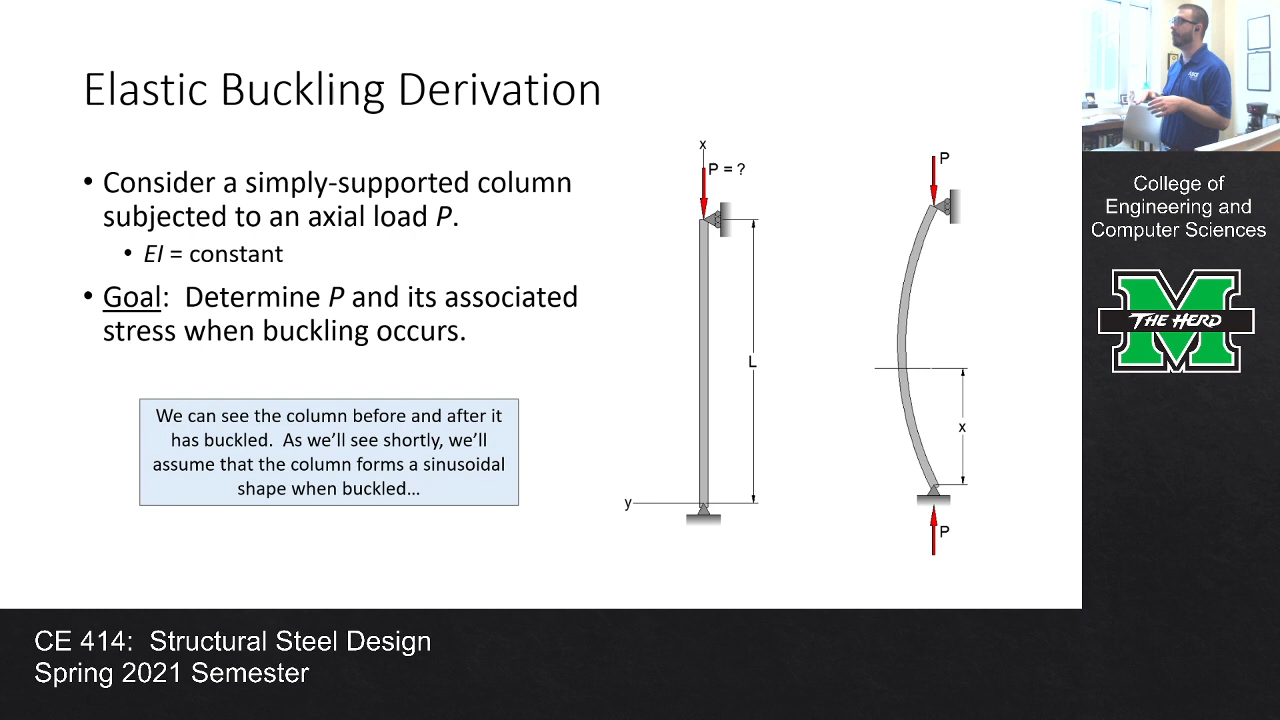 Elastic Buckling Derivation
• Consider a simply-supported column
subjected to an axial load P.
• EI = constant
• Goal: Determine P and its associated
stress when buckling occurs.
We can see the column before and after it
has buckled. As we’ll see shortly, we’ll
assume that the column forms a sinusoidal
shape when buckled…
x
P = ?
L
y
P
x
P
College of
Engineering and
Computer Sciences
THE HERD
CE 414: Structural Steel Design
Spring 2021 Semester